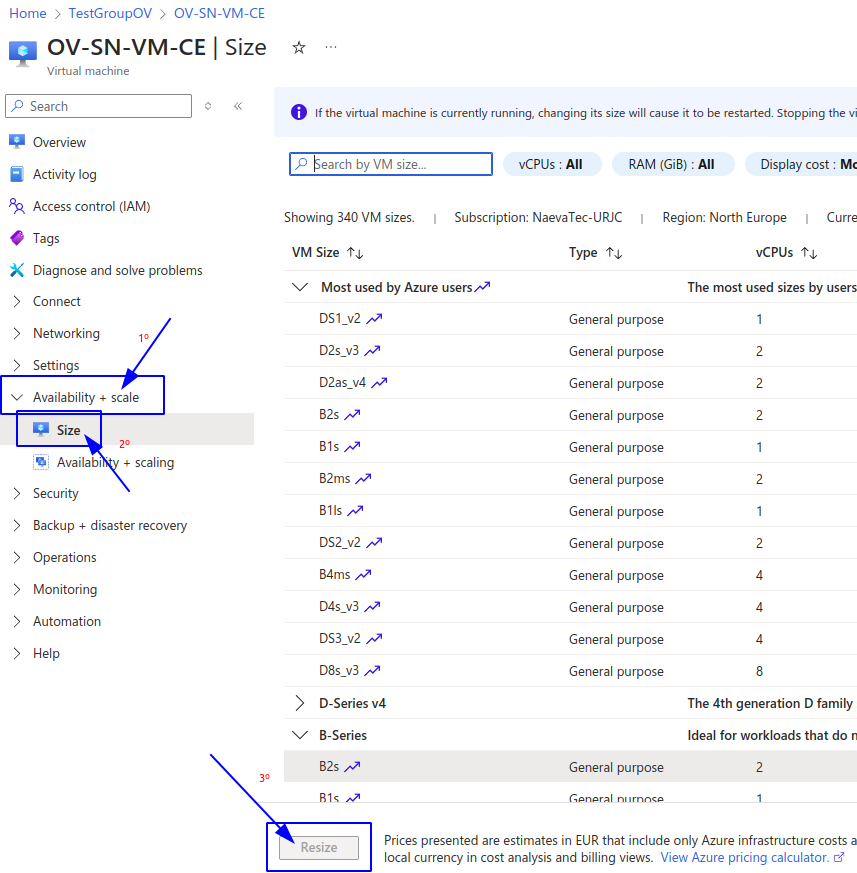 Home > TestGroupOV > OV-SN-VM-CE
OV-SN-VM-CE | Size
Virtual machine
Search
Overview
Activity log
Access control (IAM)
Tags
Diagnose and solve problems
Connect
Networking
Settings
Availability + scale
Size
Availability + scaling
Security
Backup + disaster recovery
Operations
Monitoring
Automation
Help
1º
2º
3º
If the virtual machine is currently running, changing its size will cause it to be restarted. Stopping the vi
Search by VM size...
vCPUs : All
RAM (GiB) : All
Display cost : Mo
Showing 340 VM sizes. | Subscription: NaevaTec-URJC | Region: North Europe | Curre
VM Size Type vCPUs
Most used by Azure users The most used sizes by users
DS1_v2 General purpose 1
D2s_v3 General purpose 2
D2as_v4 General purpose 2
B2s General purpose 2
B1s General purpose 1
B2ms General purpose 2
B1ls General purpose 1
DS2_v2 General purpose 2
B4ms General purpose 4
D4s_v3 General purpose 4
DS3_v2 General purpose 4
D8s_v3 General purpose 8
D-Series v4 The 4th generation D family
B-Series Ideal for workloads that do n
B2s General purpose 2
B1s General purpose 1
Resize
Prices presented are estimates in EUR that include only Azure infrastructure costs a
local currency in cost analysis and billing views. View Azure pricing calculator.